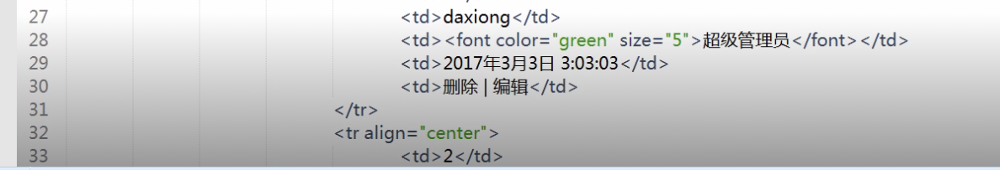 27 <td>daxiong</td>
28 <td><font color="green" size="5">超级管理员</font></td>
29 <td>2017年3月3日 3:03:03</td>
30 <td>删除 | 编辑</td>
31 </tr>
32 <tr align="center">
33 <td>2</td>